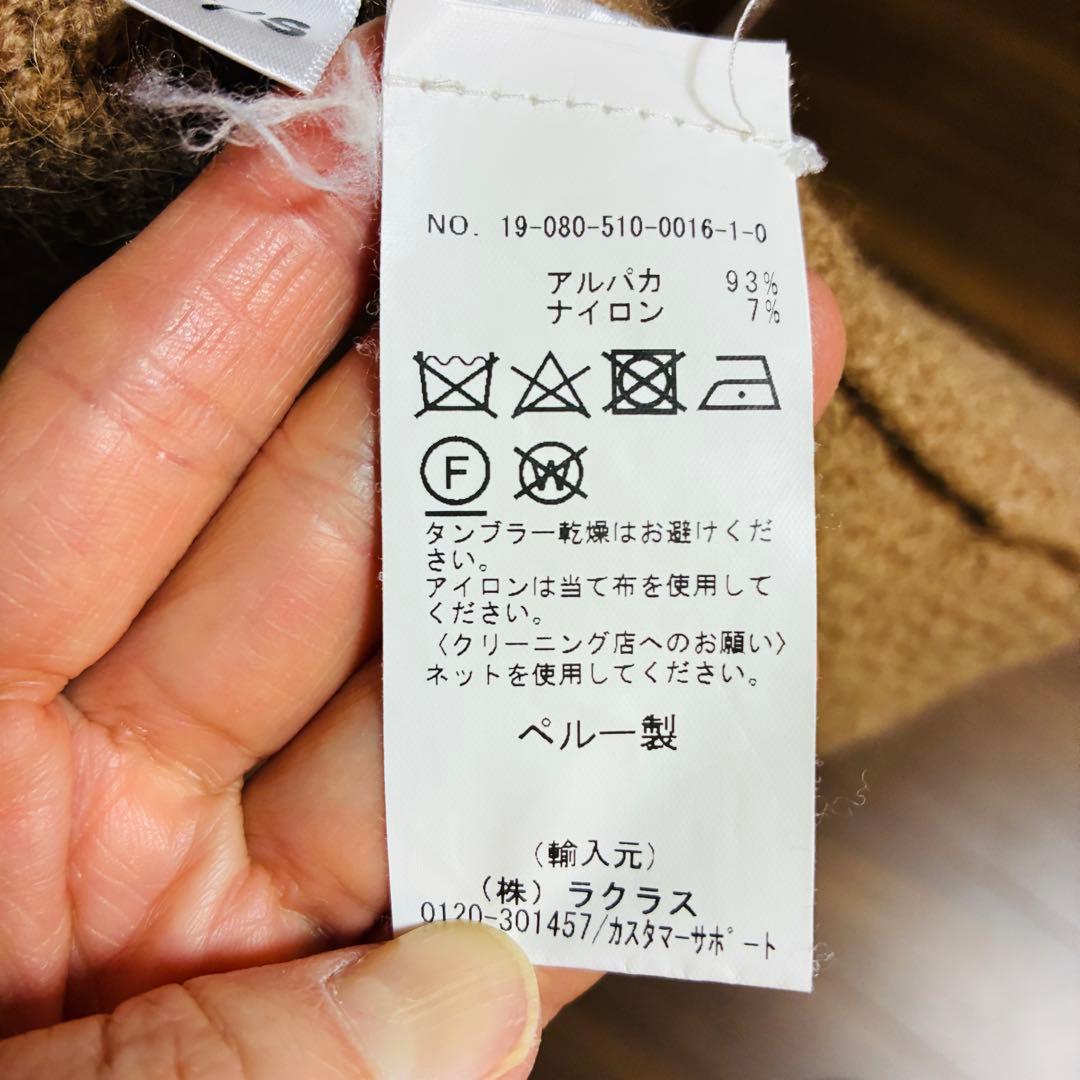 NO. 19-080-510-0016-1-0
アルパカ 93%
ナイロン 7%
F
W
タンブラー乾燥はお避けくだ
さい。
アイロンは当て布を使用して
ください。
〈クリーニング店へのお願い〉
ネットを使用してください。
ペルー製
(輸入元)
(株) ラクラス
0120-301457/カスタマーサポート